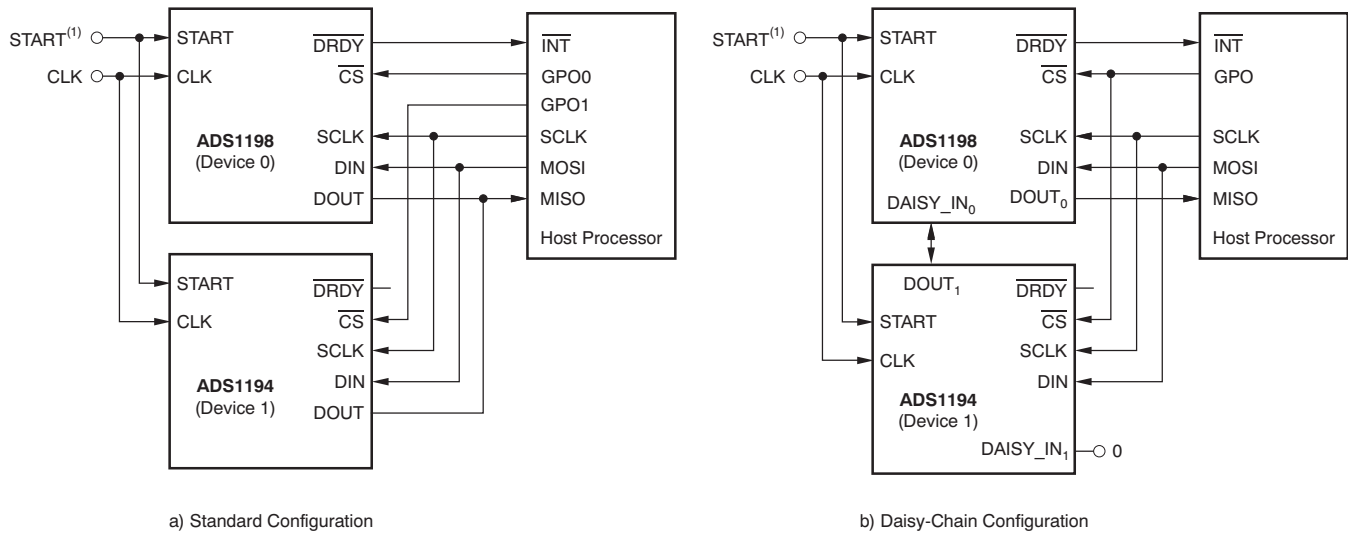 START(1)
CLK
START
CLK
ADS1198
(Device 0)
DRDY
CS
SCLK
DIN
DOUT
INT
GPO0
GPO1
SCLK
MOSI
MISO
Host Processor
START
CLK
ADS1194
(Device 1)
DRDY
CS
SCLK
DIN
DOUT
a) Standard Configuration
START(1)
CLK
START
CLK
ADS1198
(Device 0)
DRDY
CS
SCLK
DIN
DOUT0
DAISY_IN0
INT
GPO
SCLK
MOSI
MISO
Host Processor
DOUT1
START
CLK
ADS1194
(Device 1)
DRDY
CS
SCLK
DIN
DAISY_IN1
0
b) Daisy-Chain Configuration